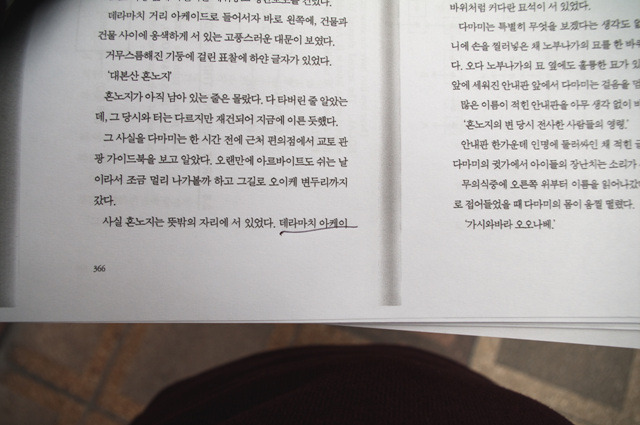 데라마치 거리 아케이드로 들어서자 바로 왼쪽에, 건물과
건물 사이에 옹색하게 서 있는 고풍스러운 대문이 보였다.
거무스름해진 기둥에 걸린 표찰에 하얀 글자가 있었다.
'대본산 혼노지'
혼노지가 아직 남아 있는 줄은 몰랐다. 다 타버린 줄 알았는
데, 그 당시와 터는 다르지만 재건되어 지금에 이른 듯했다.
그 사실을 다마미는 한 시간 전에 근처 편의점에서 교토 관
광 가이드북을 보고 알았다. 오랜만에 아르바이트도 쉬는 날
이라서 조금 멀리 나가볼까 하고 그길로 오이케 변두리까지
갔다.
사실 혼노지는 뜻밖의 자리에 서 있었다. 데라마치 아케이
366
바위처럼 커다란 묘석이 서 있었다.
다마미는 특별히 무엇을 보겠다는 생각도
니에 손을 찔러넣은 채 노부나가의 묘를 한 바
다. 오다 노부나가의 묘 옆에도 훌륭한 묘가
앞에 세워진 안내판 앞에서 다마미는 걸음을
많은 이름이 적힌 안내판을 아무 생각 없이
'혼노지의 변 당시 전사한 사람들의 영령.'
안내판 한가운데 인명에 둘러싸인 채 적힌
다마미의 귓가에서 아이들의 장난치는 소리가
무의식중에 오른쪽 위부터 이름을 읽어나갔
로 접어들었을 때 다마미의 몸이 움찔 떨렸다.
'가시와바라 오오나베.'